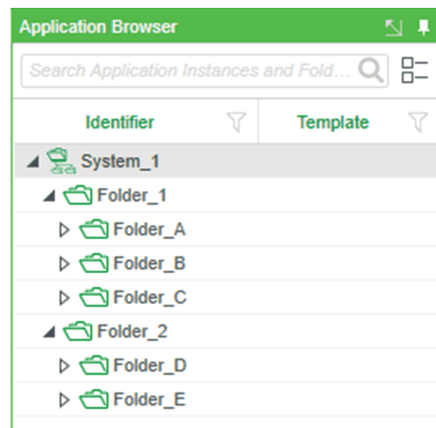 Application Browser
Search Application Instances and Fold...
Identifier Template
System_1
Folder_1
Folder_A
Folder_B
Folder_C
Folder_2
Folder_D
Folder_E